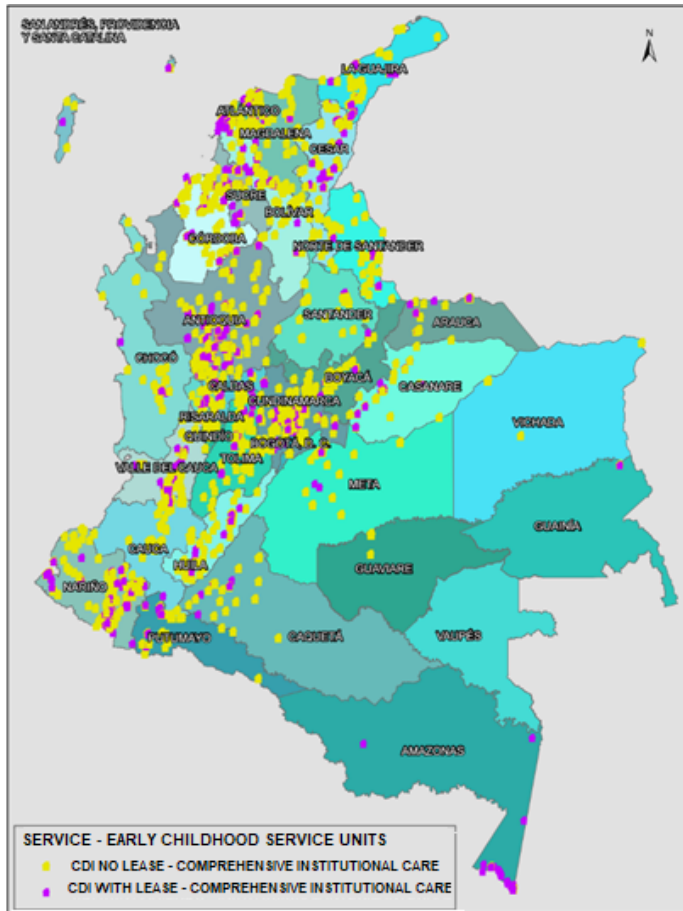 SAN ANDRÉS, PROVIDENCIA
Y SANTA CATALINA
N
LA GUAJIRA
ATLÁNTICO
MAGDALENA
CESAR
SUCRE
BOLÍVAR
CÓRDOBA
NORTE DE SANTANDER
ANTIOQUIA
SANTANDER
ARAUCA
CHOCÓ
BOYACÁ
CASANARE
CALDAS
CUNDINAMARCA
RISARALDA
VICHADA
QUINDÍO
BOGOTÁ, D. C.
TOLIMA
VALLE DEL CAUCA
META
GUAINÍA
CAUCA
HUILA
GUAVIARE
NARIÑO
PUTUMAYO
CAQUETÁ
VAUPÉS
AMAZONAS
SERVICE - EARLY CHILDHOOD SERVICE UNITS
CDI NO LEASE - COMPREHENSIVE INSTITUTIONAL CARE
CDI WITH LEASE - COMPREHENSIVE INSTITUTIONAL CARE